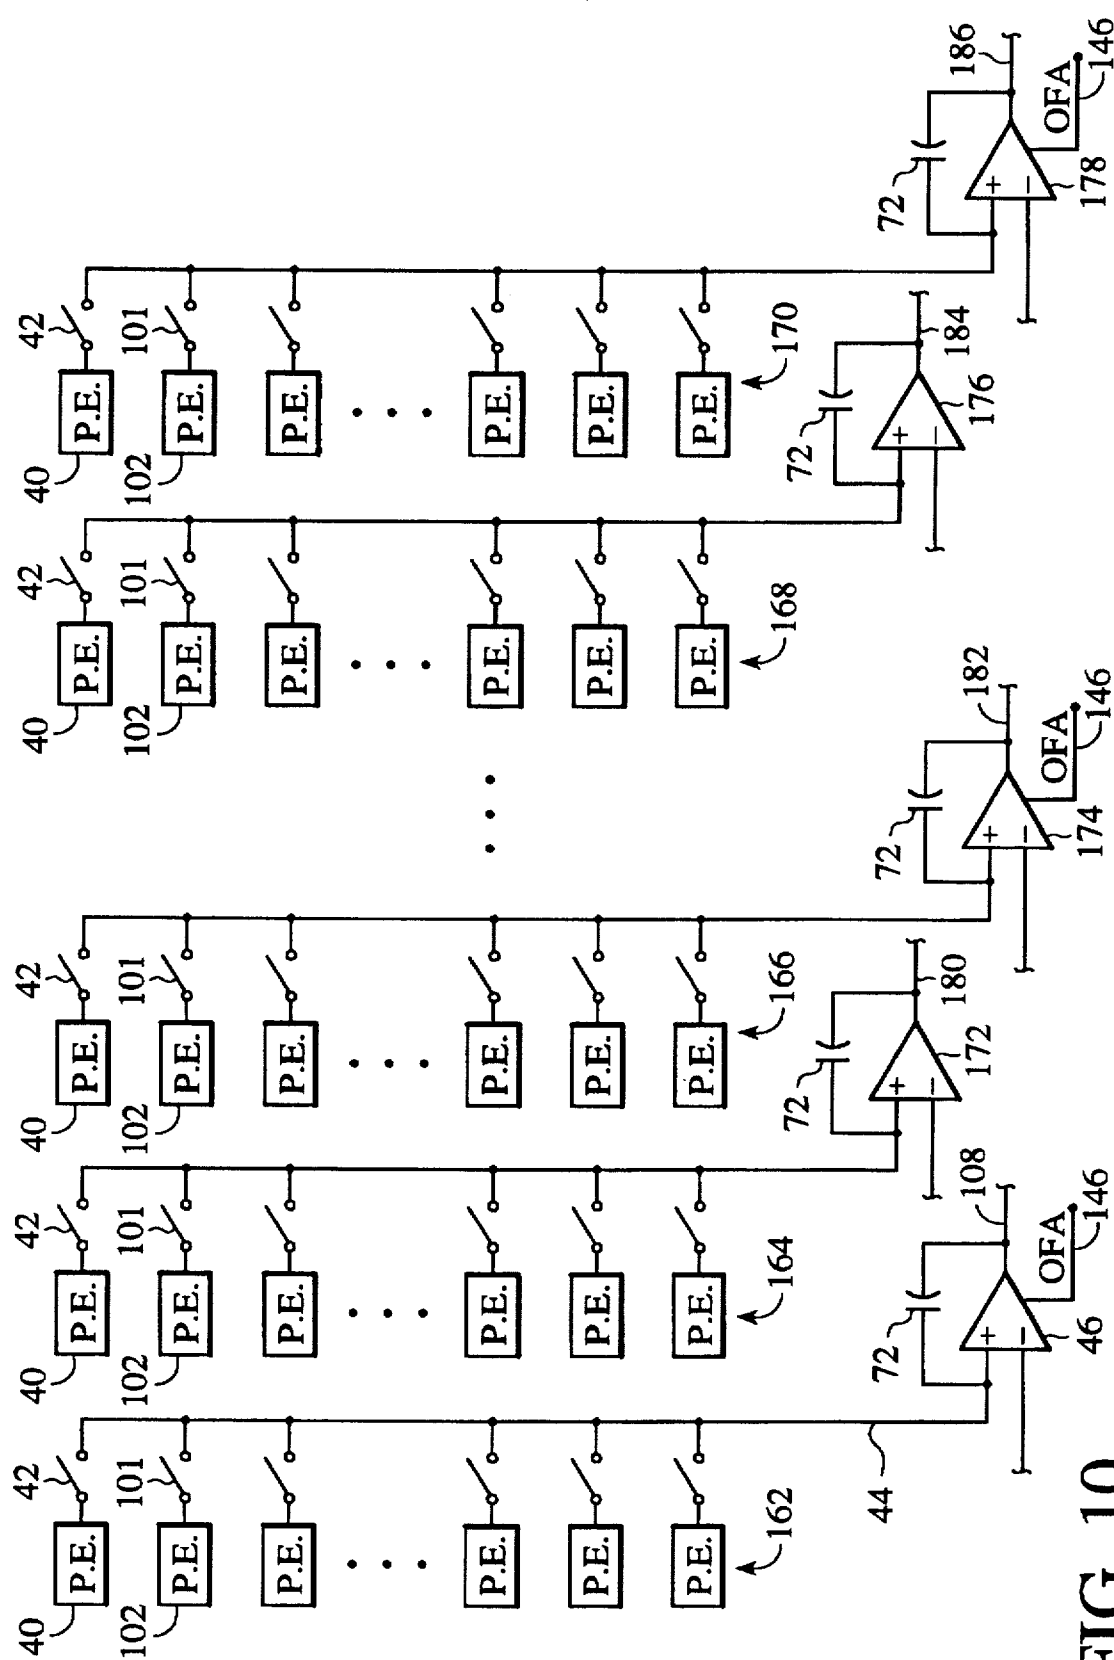 42 42 42 42 42
40 P.E. 40 P.E. 40 P.E. 40 P.E. 40 P.E.
101 101 101 101 101
102 P.E. 102 P.E. 102 P.E. 102 P.E. 102 P.E.
P.E. P.E. P.E. P.E. P.E.
P.E. P.E. P.E. P.E. P.E.
P.E. P.E. P.E. P.E. P.E.
P.E. P.E. P.E. P.E. P.E.
162 164 166 168 170
72 72
+ 180 + 184
− 172 − 176
44 72 72 72
108 182 186
+ + +
− OFA − OFA − OFA
46 146 174 146 178 146
FIG. 10